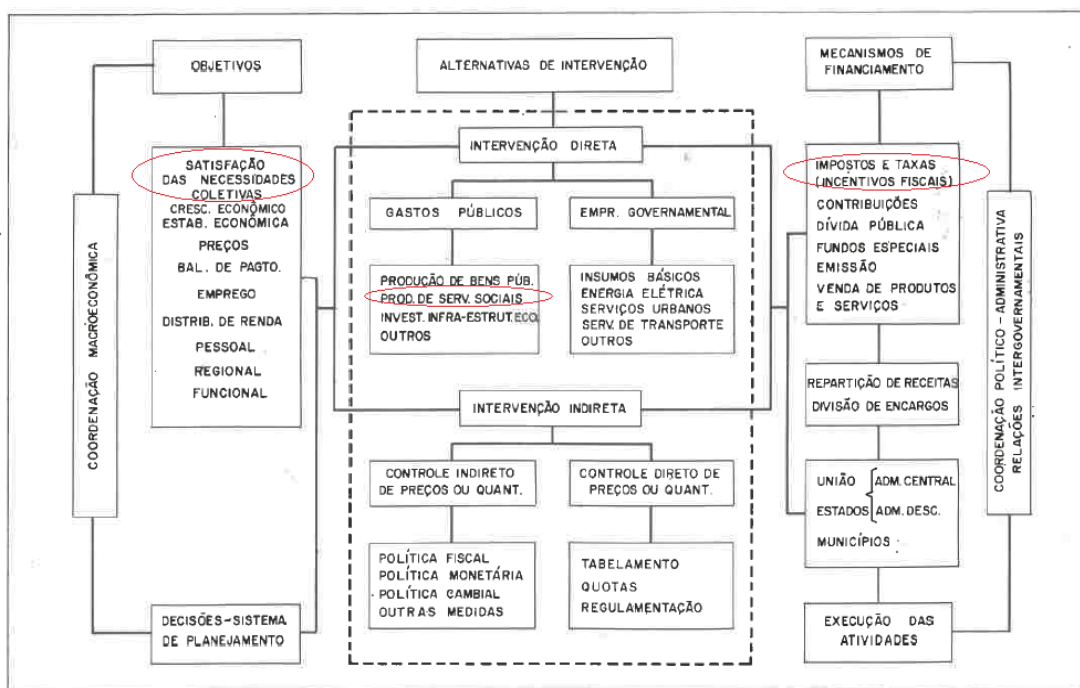 OBJETIVOS
SATISFAÇÃO
DAS NECESSIDADES
COLETIVAS
CRESC. ECONÔMICO
ESTAB. ECONÔMICA
PREÇOS
BAL. DE PAGTO.
EMPREGO
DISTRIB. DE RENDA
PESSOAL
REGIONAL
FUNCIONAL
COORDENAÇÃO MACROECONÔMICA
DECISÕES-SISTEMA
DE PLANEJAMENTO
ALTERNATIVAS DE INTERVENÇÃO
INTERVENÇÃO DIRETA
GASTOS PÚBLICOS
PRODUÇÃO DE BENS PÚB.
PROD. DE SERV. SOCIAIS
INVEST. INFRA-ESTRUT. ECO.
OUTROS
EMPR. GOVERNAMENTAL
INSUMOS BÁSICOS
ENERGIA ELÉTRICA
SERVIÇOS URBANOS
SERV. DE TRANSPORTE
OUTROS
INTERVENÇÃO INDIRETA
CONTROLE INDIRETO
DE PREÇOS OU QUANT.
POLÍTICA FISCAL
POLÍTICA MONETÁRIA
POLÍTICA CAMBIAL
OUTRAS MEDIDAS
CONTROLE DIRETO DE
PREÇOS OU QUANT.
TABELAMENTO
QUOTAS
REGULAMENTAÇÃO
MECANISMOS DE
FINANCIAMENTO
IMPOSTOS E TAXAS
(INCENTIVOS FISCAIS)
CONTRIBUIÇÕES
DÍVIDA PÚBLICA
FUNDOS ESPECIAIS
EMISSÃO
VENDA DE PRODUTOS
E SERVIÇOS
REPARTIÇÃO DE RECEITAS
DIVISÃO DE ENCARGOS
UNIÃO ADM. CENTRAL
ESTADOS ADM. DESC.
MUNICÍPIOS
EXECUÇÃO DAS
ATIVIDADES
COORDENAÇÃO POLÍTICO-ADMINISTRATIVA
RELAÇÕES INTERGOVERNAMENTAIS